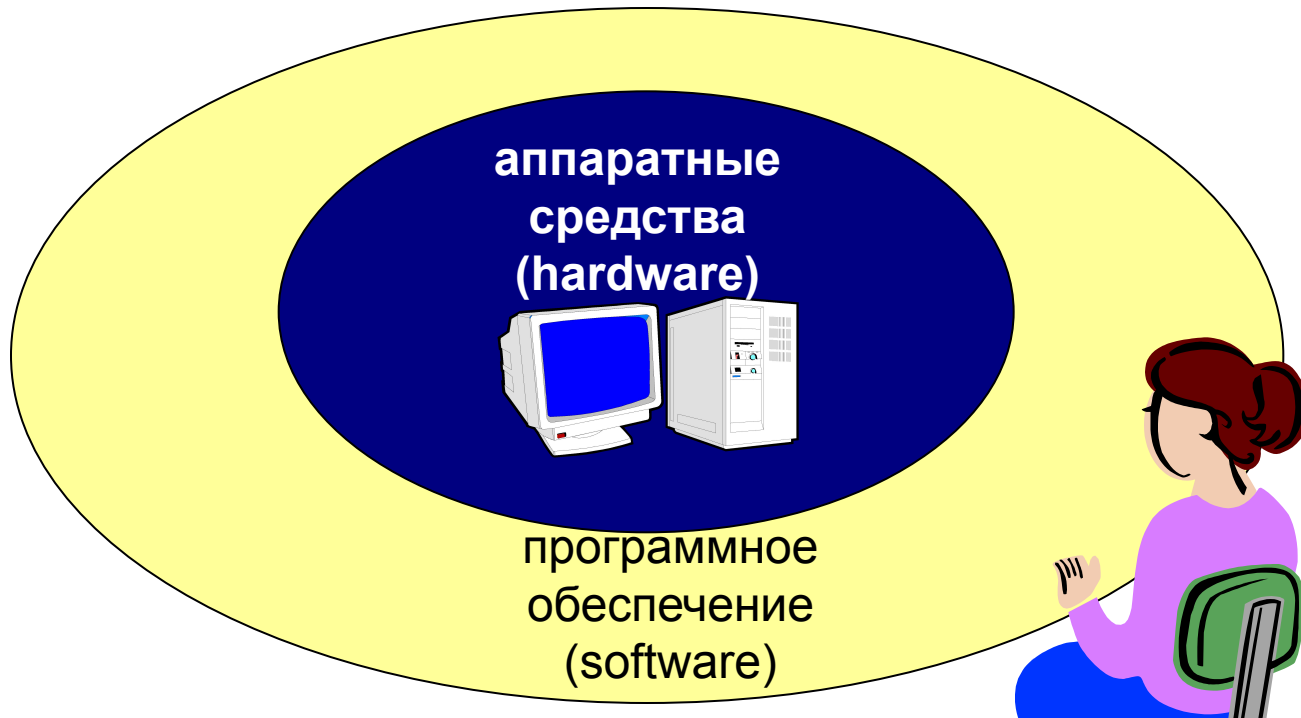 аппаратные
средства
(hardware)
программное
обеспечение
(software)